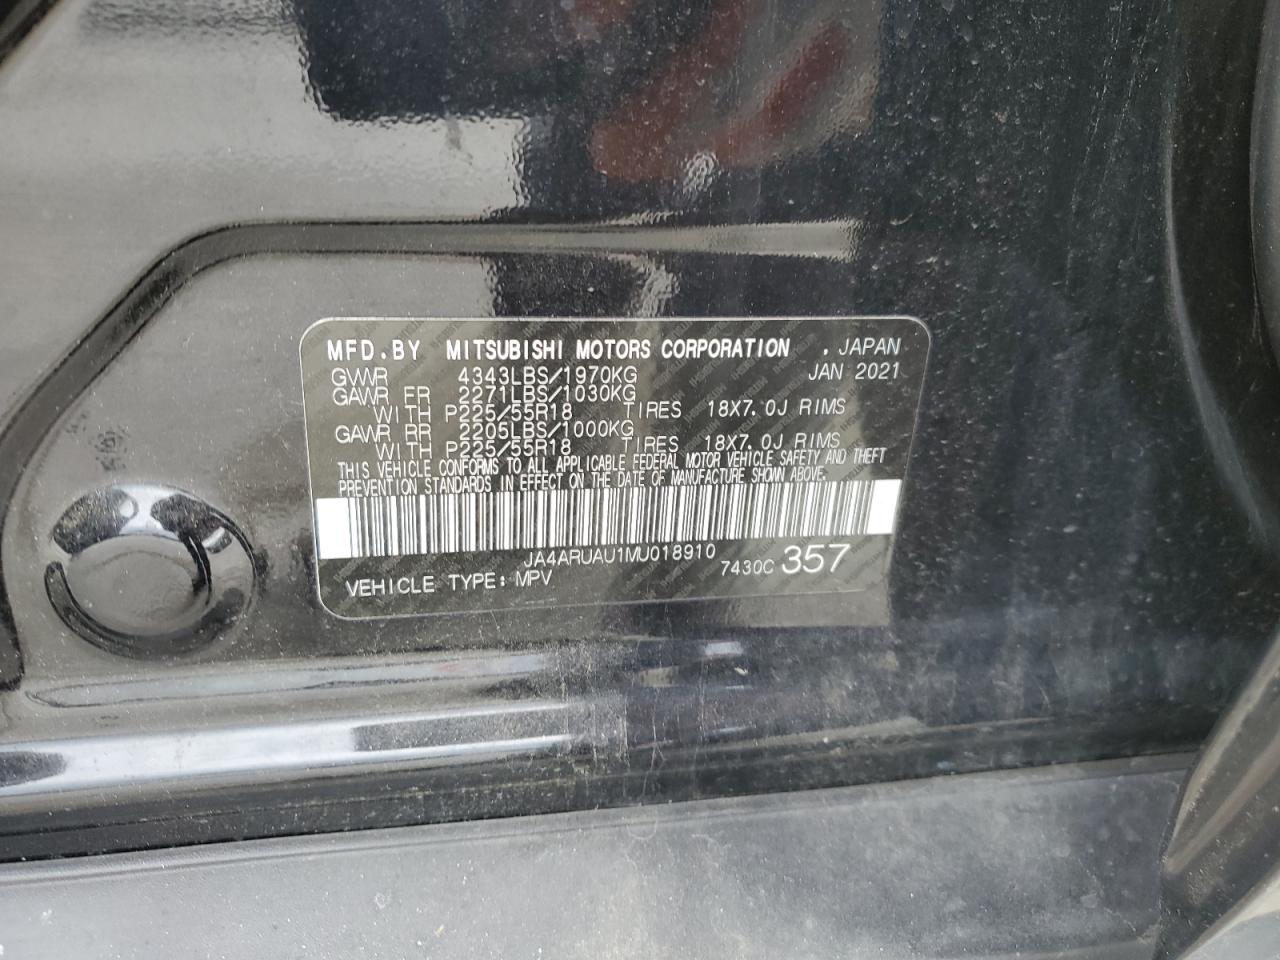 MFD.BY MITSUBISHI MOTORS CORPORATION . JAPAN
GVWR 4343LBS/1970KG JAN 2021
GAWR FR 2271LBS/1030KG
WITH P225/55R18 TIRES 18X7.0J RIMS
GAWR RR 2205LBS/1000KG
WITH P225/55R18 TIRES 18X7.0J RIMS
THIS VEHICLE CONFORMS TO ALL APPLICABLE FEDERAL MOTOR VEHICLE SAFETY AND THEFT
PREVENTION STANDARDS IN EFFECT ON THE DATE OF MANUFACTURE SHOWN ABOVE.
JA4ARUAU1MU018910
VEHICLE TYPE: MPV 7430C 357